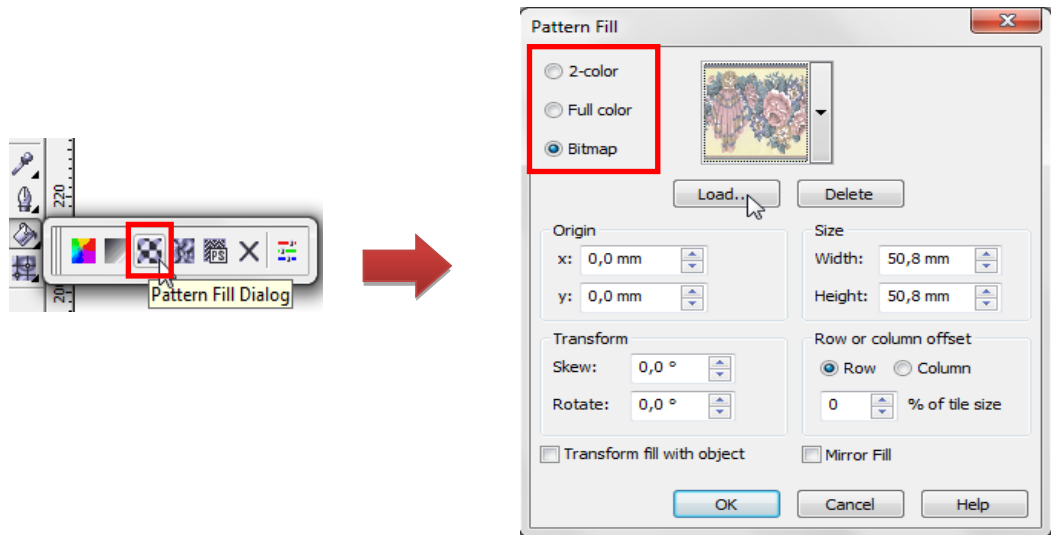 220
20
PS
Pattern Fill Dialog
Pattern Fill
2-color
Full color
Bitmap
Load...
Delete
Origin
x: 0,0 mm
y: 0,0 mm
Size
Width: 50,8 mm
Height: 50,8 mm
Transform
Skew: 0,0 °
Rotate: 0,0 °
Row or column offset
Row Column
0 % of tile size
Transform fill with object
Mirror Fill
OK Cancel Help